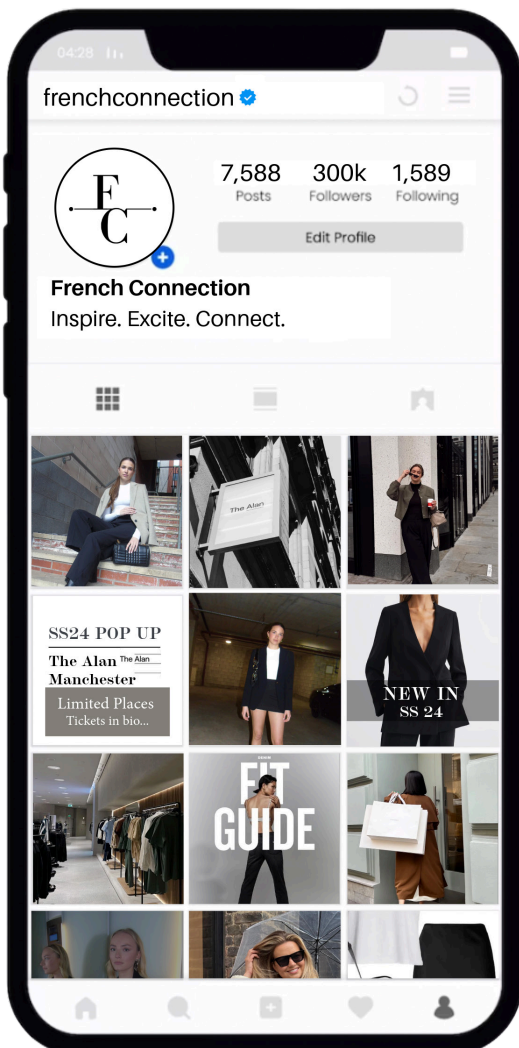 04:28
frenchconnection
F
C
7,588 300k 1,589
Posts Followers Following
Edit Profile
French Connection
Inspire. Excite. Connect.
The Alan
SS24 POP UP
The Alan The Alan
Manchester
Limited Places
Tickets in bio...
NEW IN
SS 24
FIT
GUIDE